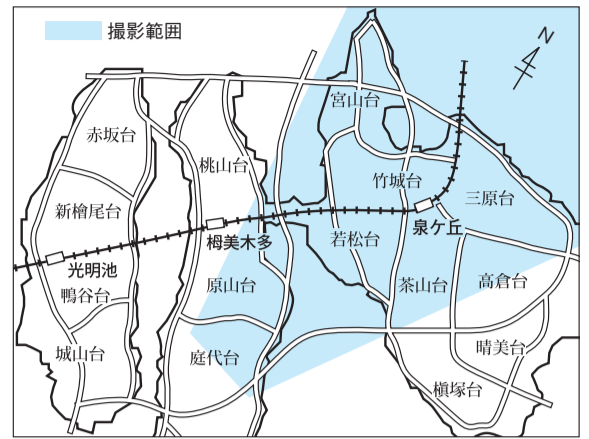 撮影範囲
N
宮山台
赤坂台
桃山台
竹城台
三原台
新檜尾台
泉ケ丘
栂美木多
若松台
光明池
鴨谷台
原山台
茶山台
高倉台
城山台
庭代台
晴美台
槇塚台